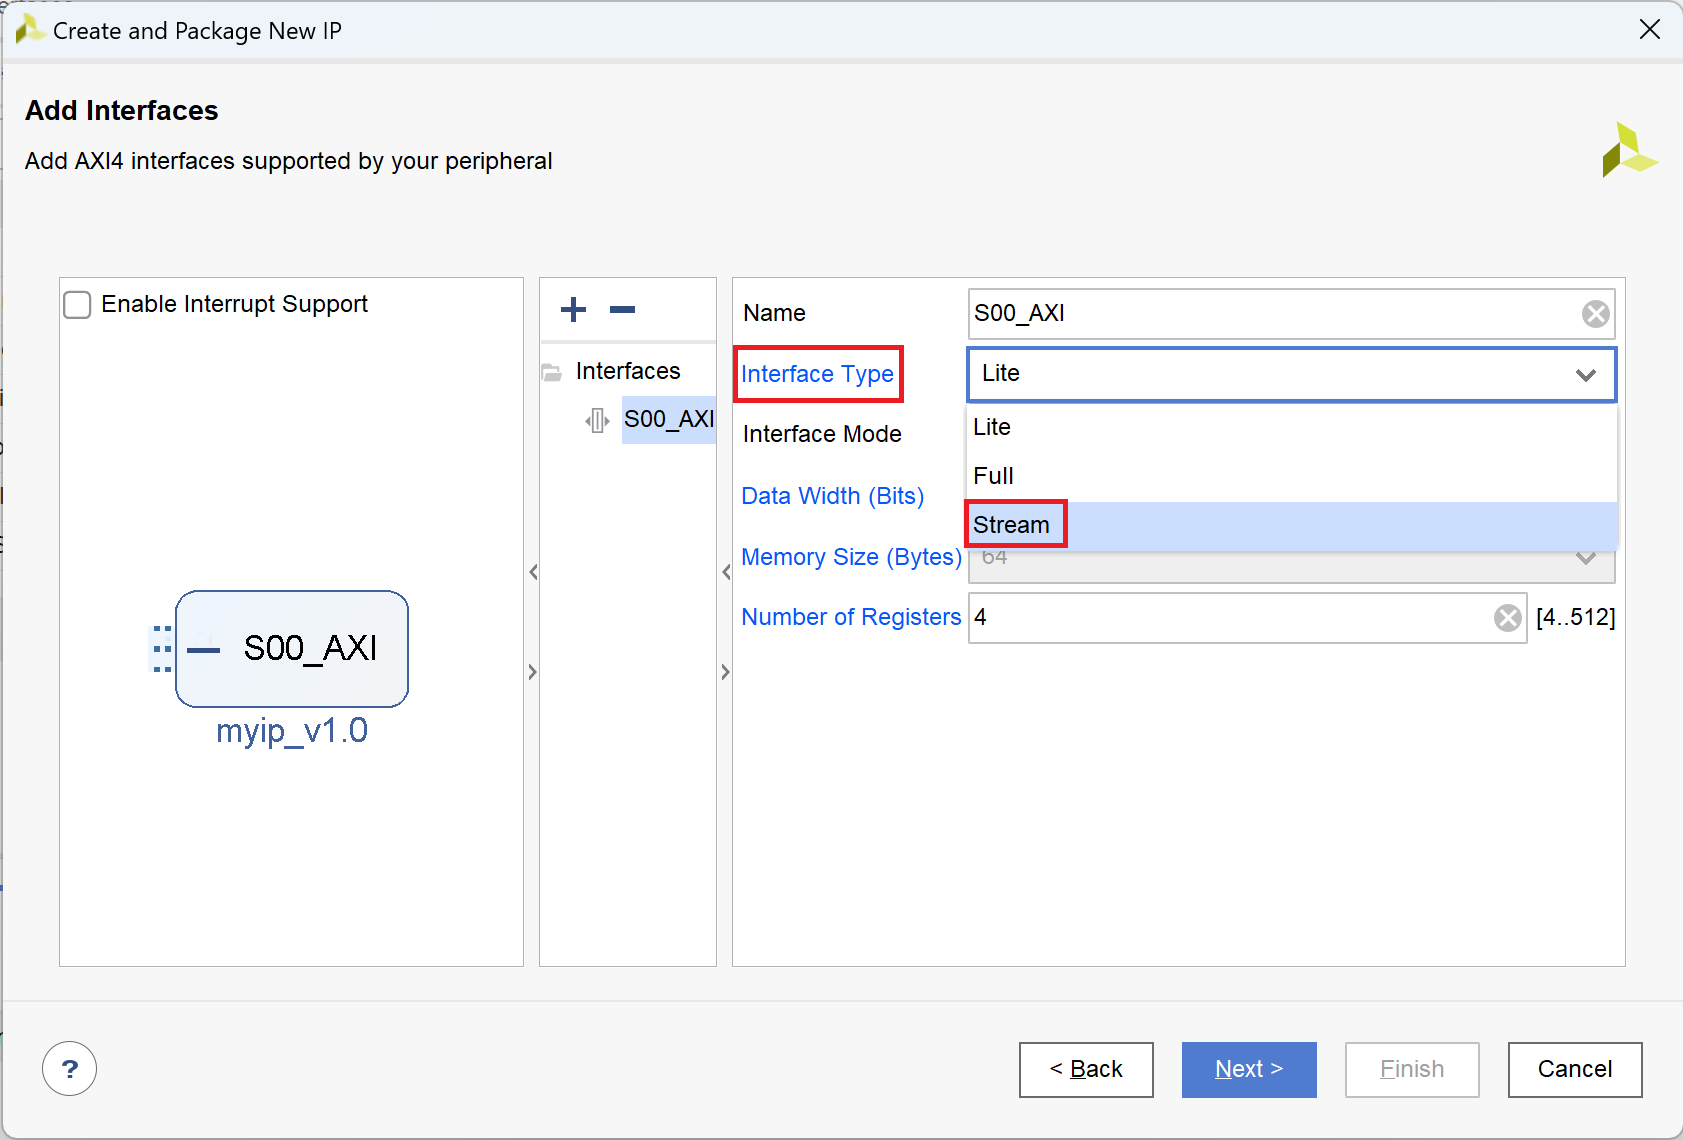 Create and Package New IP
Add Interfaces
Add AXI4 interfaces supported by your peripheral
Enable Interrupt Support
S00_AXI
myip_v1.0
Interfaces
S00_AXI
Name S00_AXI
Interface Type Lite
Interface Mode
Lite
Full
Stream
Data Width (Bits)
Memory Size (Bytes) 64
Number of Registers 4 [4..512]
?
< Back
Next >
Finish
Cancel